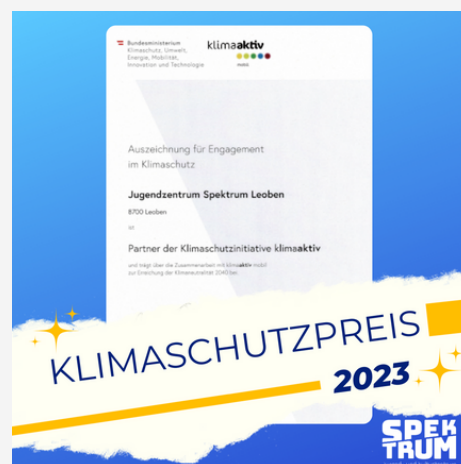 Bundesministerium
Klimaschutz, Umwelt,
Energie, Mobilität,
Innovation und Technologie
klimaaktiv
mobil
Auszeichnung für Engagement
im Klimaschutz
Jugendzentrum Spektrum Leoben
8700 Leoben
ist
Partner der Klimaschutzinitiative klimaaktiv
und trägt über die Zusammenarbeit mit klimaaktiv mobil
zur Erreichung der Klimaneutralität 2040 bei.
KLIMASCHUTZPREIS
2023
SPEK
TRUM